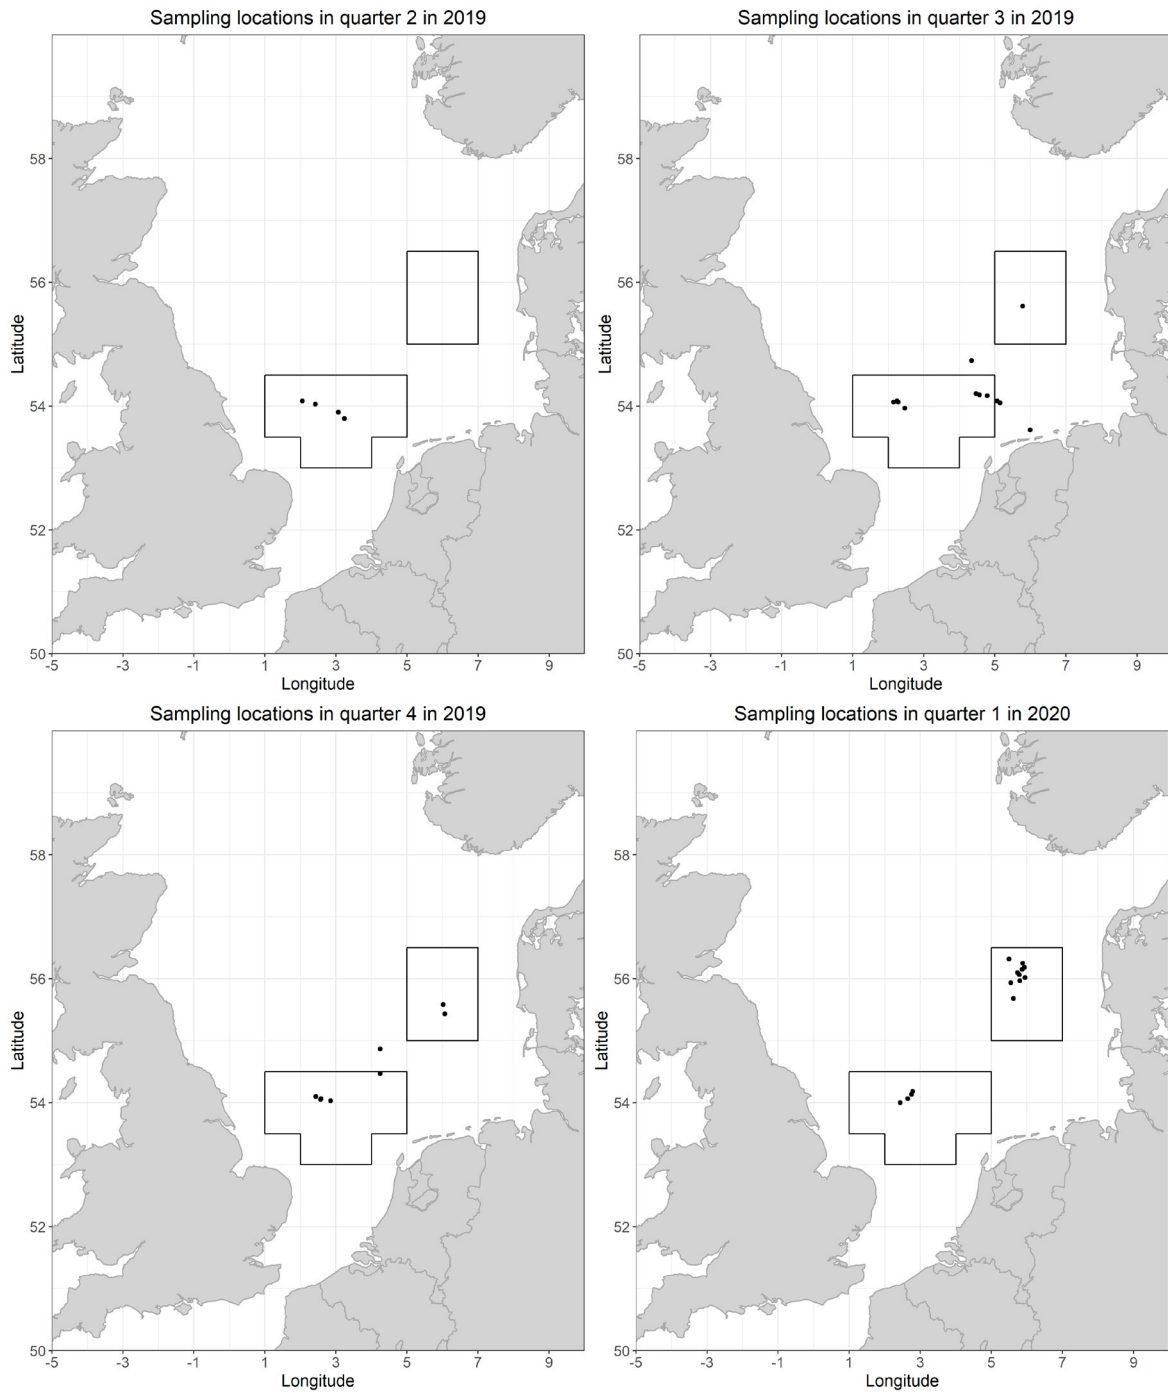 Sampling locations in quarter 2 in 2019
Latitude
58
56
54
52
50
-5 -3 -1 1 3 5 7 9
Longitude
Sampling locations in quarter 3 in 2019
Latitude
58
56
54
52
50
-5 -3 -1 1 3 5 7 9
Longitude
Sampling locations in quarter 4 in 2019
Latitude
58
56
54
52
50
-5 -3 -1 1 3 5 7 9
Longitude
Sampling locations in quarter 1 in 2020
Latitude
58
56
54
52
50
-5 -3 -1 1 3 5 7 9
Longitude